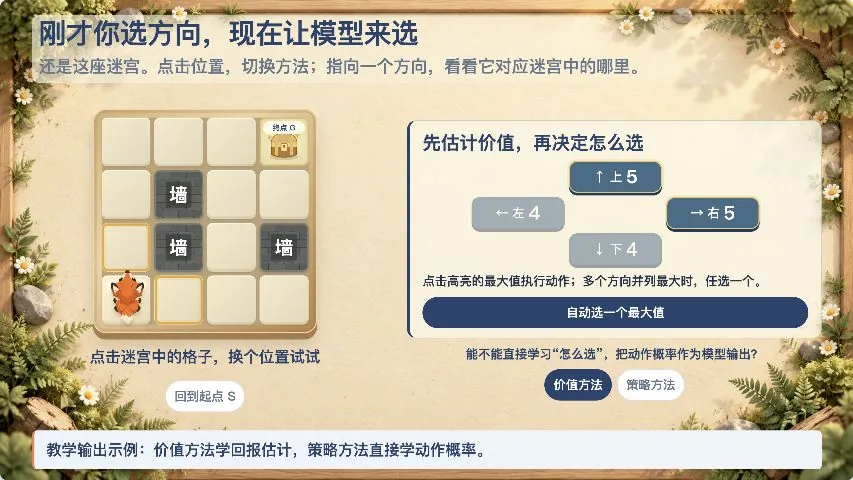 刚才你选方向，现在让模型来选
还是这座迷宫。点击位置，切换方法；指向一个方向，看看它对应迷宫中的哪里。
终点 G
墙
墙
墙
点击迷宫中的格子，换个位置试试
回到起点 S
先估计价值，再决定怎么选
↑ 上 5
← 左 4
→ 右 5
↓ 下 4
点击高亮的最大值执行动作；多个方向并列最大时，任选一个。
自动选一个最大值
能不能直接学习“怎么选”，把动作概率作为模型输出？
价值方法
策略方法
教学输出示例：价值方法学回报估计，策略方法直接学动作概率。